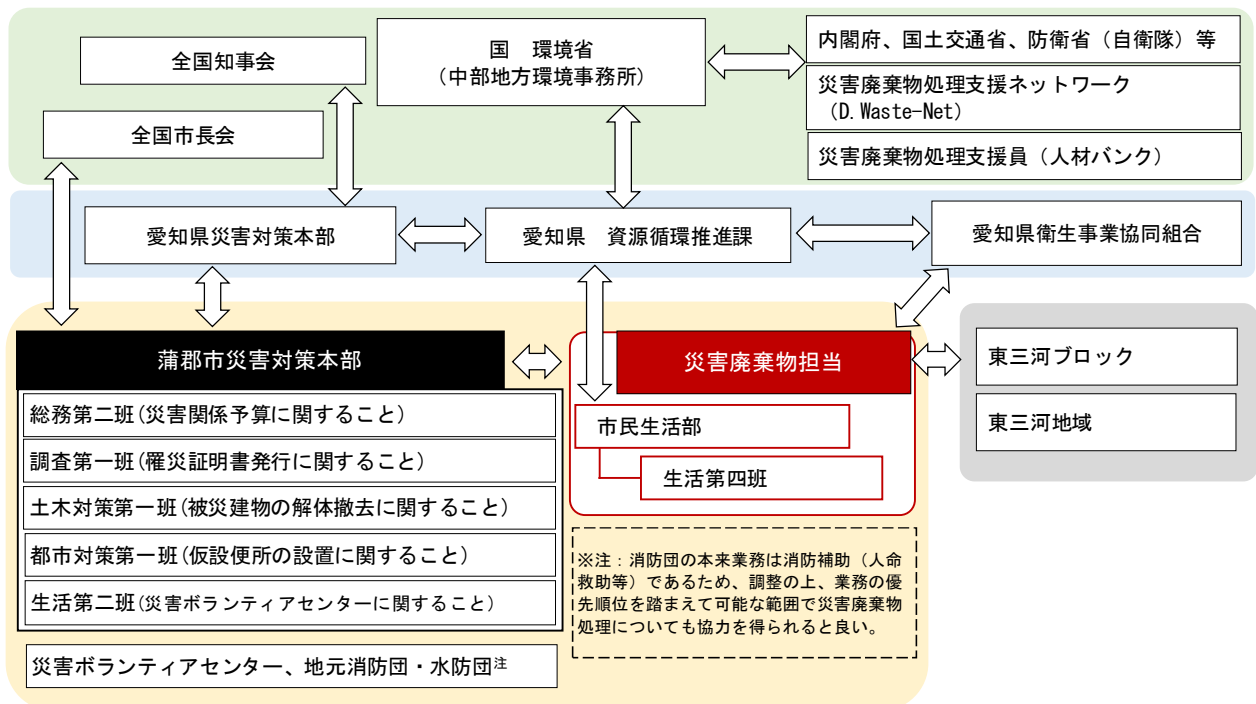 全国知事会
全国市長会
国　環境省
（中部地方環境事務所）
内閣府、国土交通省、防衛省（自衛隊）等
災害廃棄物処理支援ネットワーク
（D.Waste-Net）
災害廃棄物処理支援員（人材バンク）
愛知県災害対策本部
愛知県　資源循環推進課
愛知県衛生事業協同組合
蒲郡市災害対策本部
総務第二班(災害関係予算に関すること)
調査第一班(罹災証明書発行に関すること)
土木対策第一班(被災建物の解体撤去に関すること)
都市対策第一班(仮設便所の設置に関すること)
生活第二班(災害ボランティアセンターに関すること)
災害ボランティアセンター、地元消防団・水防団注
災害廃棄物担当
市民生活部
生活第四班
※注：消防団の本来業務は消防補助（人命
救助等）であるため、調整の上、業務の優
先順位を踏まえて可能な範囲で災害廃棄物
処理についても協力を得られると良い。
東三河ブロック
東三河地域